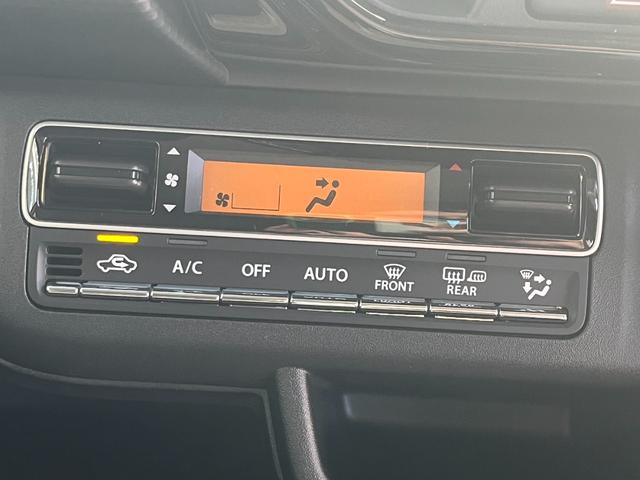 A/C OFF AUTO FRONT REAR